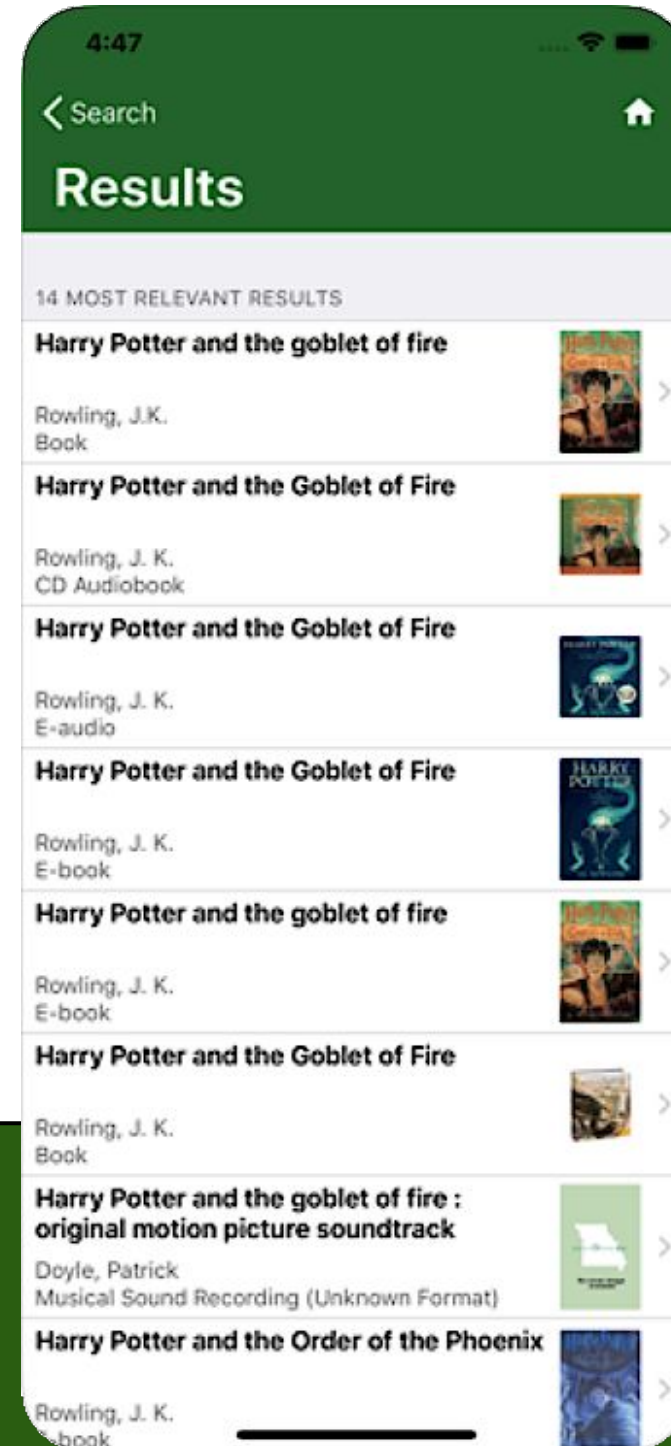 4:47
Search
Results
14 MOST RELEVANT RESULTS
Harry Potter and the goblet of fire
Rowling, J.K.
Book
Harry Potter and the Goblet of Fire
Rowling, J. K.
CD Audiobook
Harry Potter and the Goblet of Fire
Rowling, J. K.
E-audio
Harry Potter and the Goblet of Fire
HARRY
POTTER
Rowling, J. K.
E-book
Harry Potter and the goblet of fire
Rowling, J. K.
E-book
Harry Potter and the Goblet of Fire
Rowling, J. K.
Book
Harry Potter and the goblet of fire :
original motion picture soundtrack
Doyle, Patrick
Musical Sound Recording (Unknown Format)
Harry Potter and the Order of the Phoenix
Rowling, J. K.
E-book